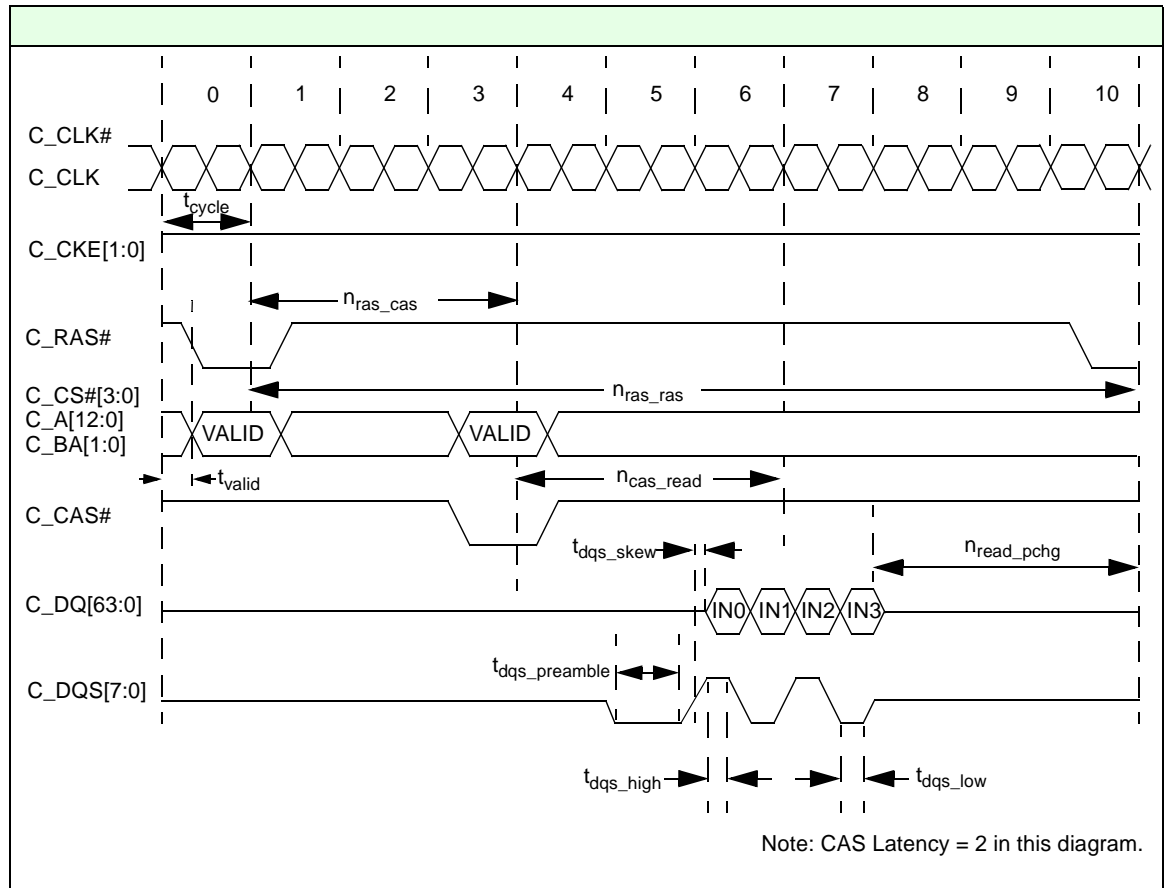 0 1 2 3 4 5 6 7 8 9 10
C_CLK#
C_CLK
tcycle
C_CKE[1:0]
nras_cas
C_RAS#
C_CS#[3:0]
nras_ras
C_A[12:0]
C_BA[1:0]
VALID VALID
tvalid
ncas_read
C_CAS#
tdqs_skew
nread_pchg
C_DQ[63:0]
IN0 IN1 IN2 IN3
tdqs_preamble
C_DQS[7:0]
tdqs_high
tdqs_low
Note: CAS Latency = 2 in this diagram.